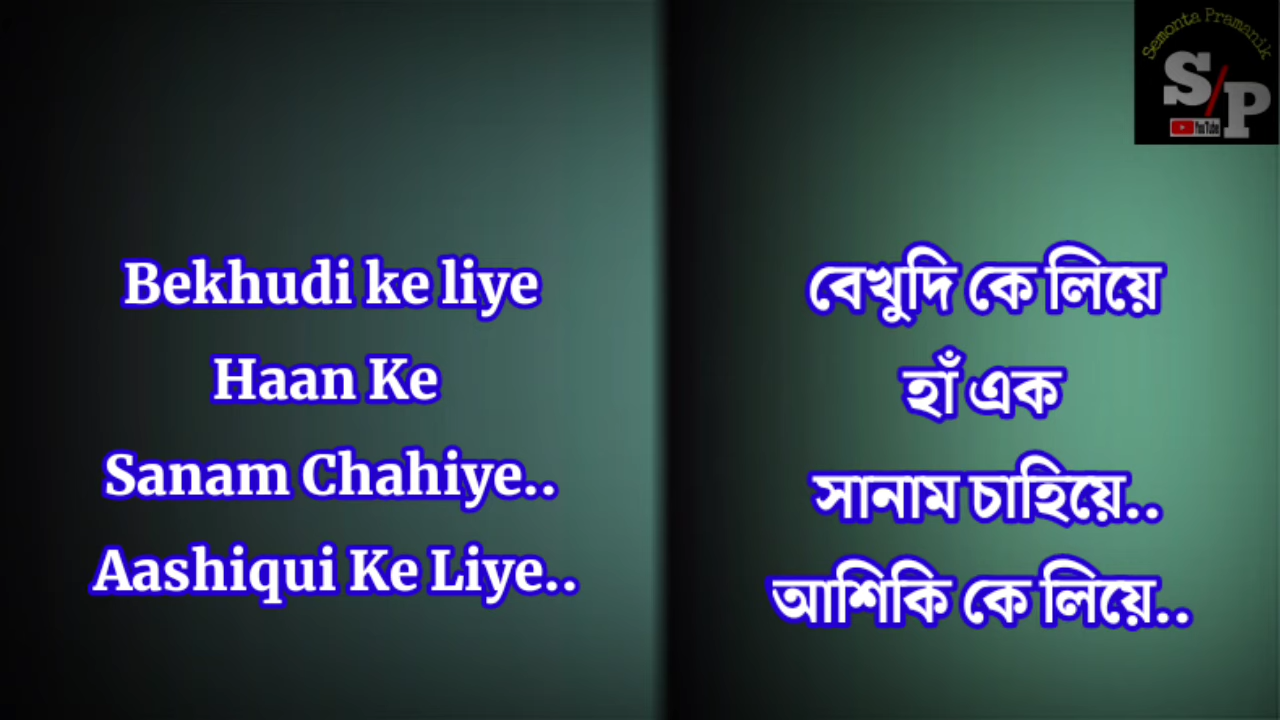 Semonta Pramanik
S/P
YouTube
Bekhudi ke liye
Haan Ke
Sanam Chahiye..
Aashiqui Ke Liye..
বেখুদি কে লিয়ে
হাঁ এক
সানাম চাহিয়ে..
আশিকি কে লিয়ে..